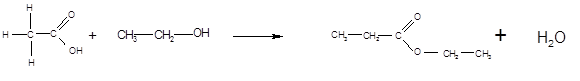 H O O
H C C + CH₃ CH₂ OH CH₃ CH₂ C + H₂O
H OH O CH₂ CH₃